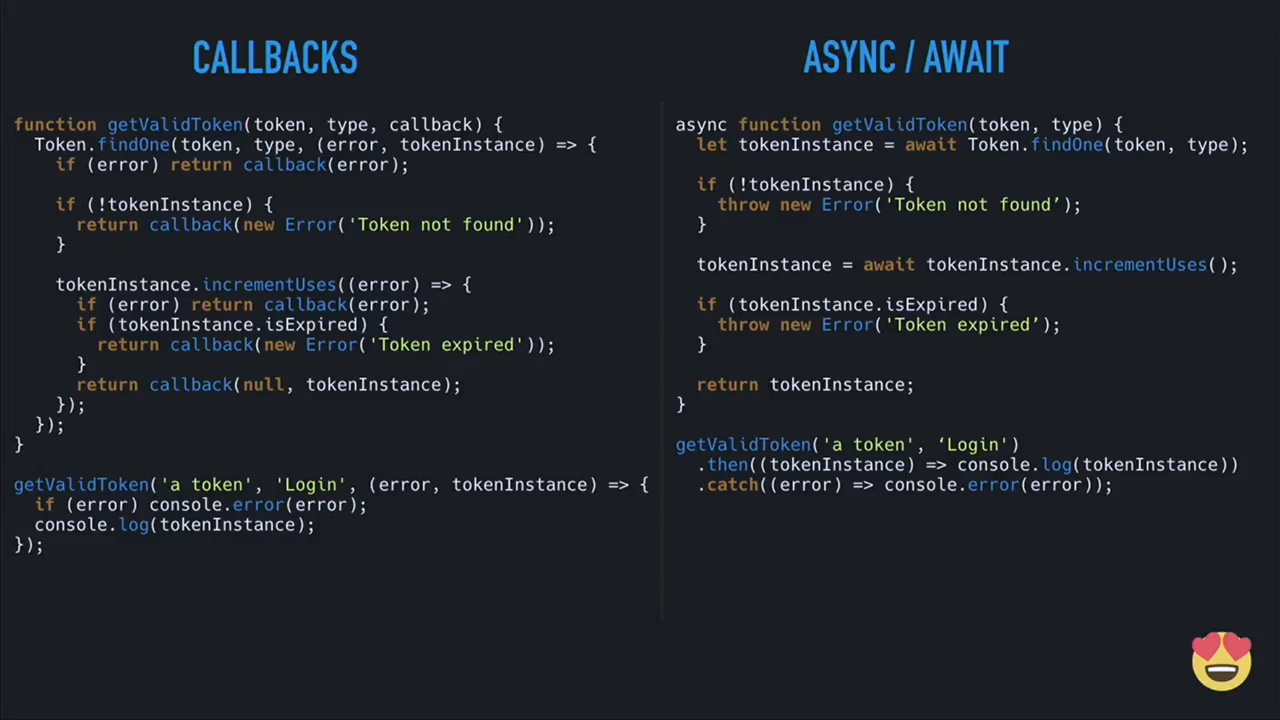 CALLBACKS
function getValidToken(token, type, callback) {
  Token.findOne(token, type, (error, tokenInstance) => {
    if (error) return callback(error);
    if (!tokenInstance) {
      return callback(new Error('Token not found'));
    }
    tokenInstance.incrementUses((error) => {
      if (error) return callback(error);
      if (tokenInstance.isExpired) {
        return callback(new Error('Token expired'));
      }
      return callback(null, tokenInstance);
    });
  });
}
getValidToken('a token', 'Login', (error, tokenInstance) => {
  if (error) console.error(error);
  console.log(tokenInstance);
});
ASYNC / AWAIT
async function getValidToken(token, type) {
  let tokenInstance = await Token.findOne(token, type);
  if (!tokenInstance) {
    throw new Error('Token not found’);
  }
  tokenInstance = await tokenInstance.incrementUses();
  if (tokenInstance.isExpired) {
    throw new Error('Token expired’);
  }
  return tokenInstance;
}
getValidToken('a token', ‘Login')
  .then((tokenInstance) => console.log(tokenInstance))
  .catch((error) => console.error(error));